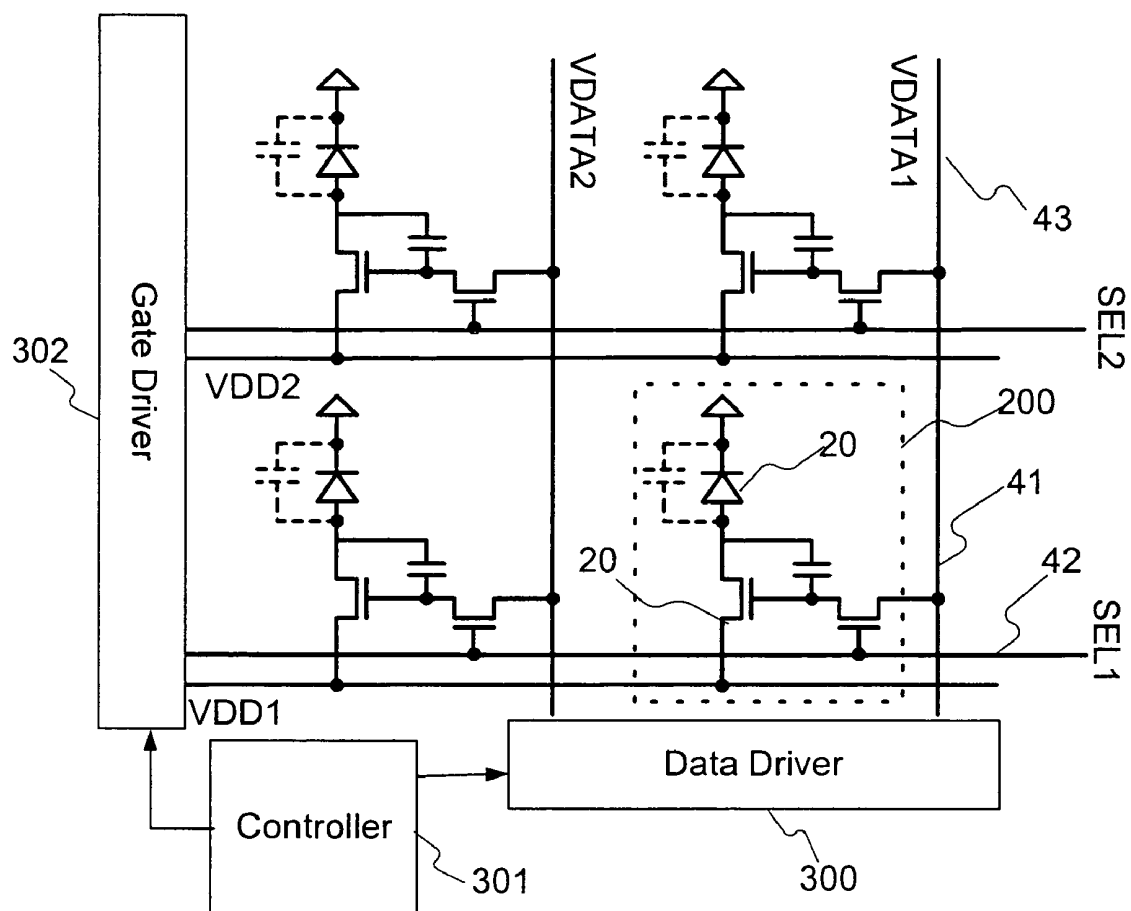 VDATA2
VDATA1
43
Gate Driver
SEL2
302
VDD2
200
20
41
20
42
SEL1
VDD1
Data Driver
Controller
301
300